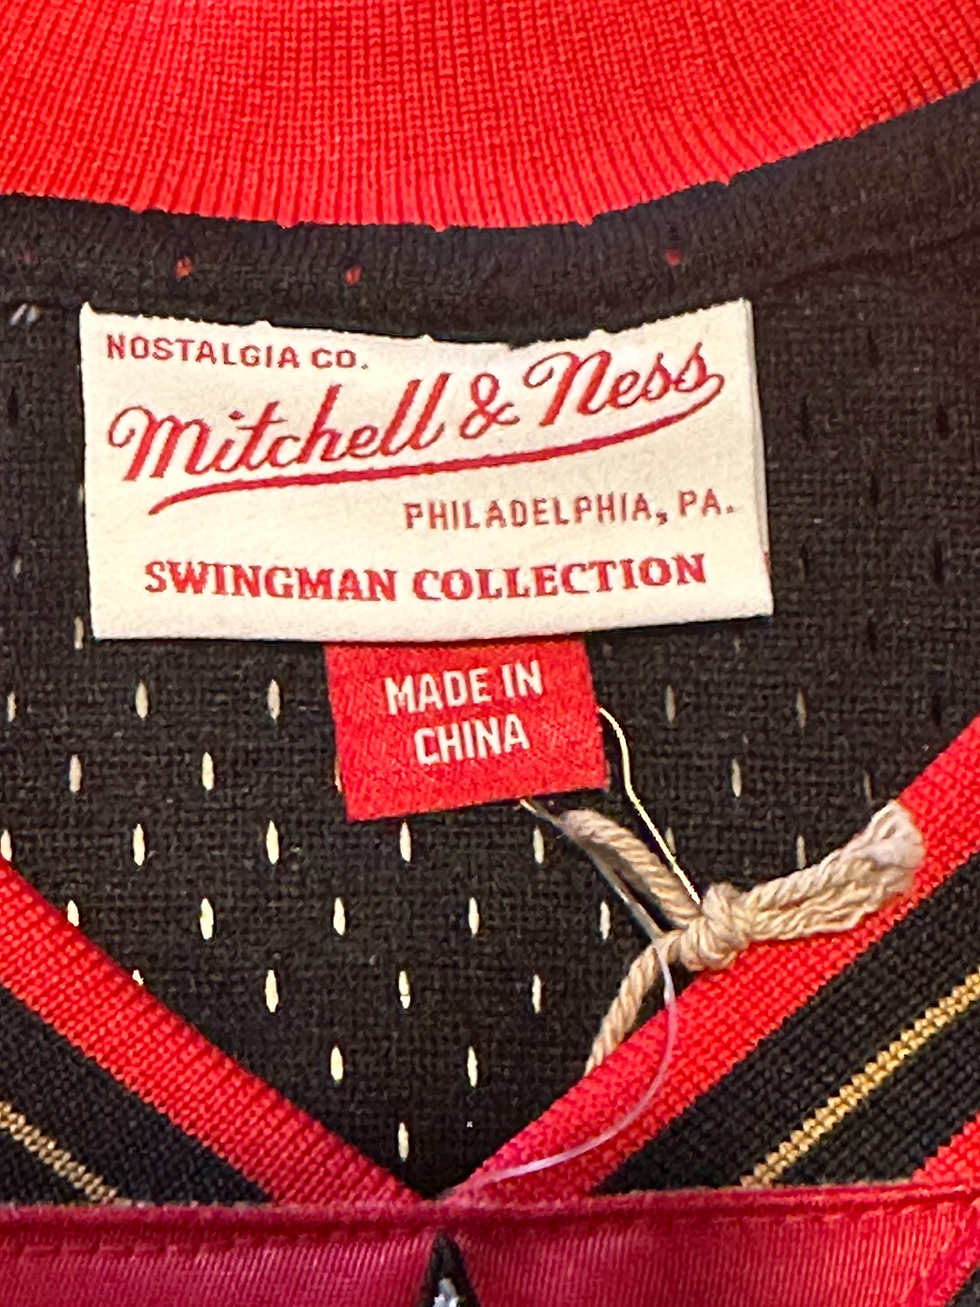 NOSTALGIA CO.
Mitchell & Ness
PHILADELPHIA, PA.
SWINGMAN COLLECTION
MADE IN
CHINA